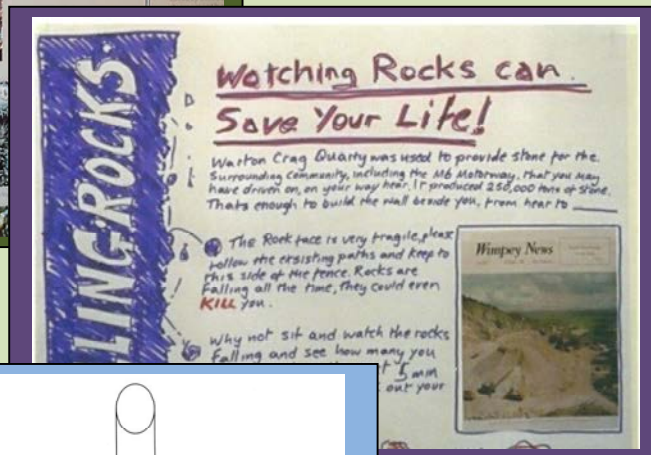 LING ROCKS
Watching Rocks can
Save Your Life!
Warton Crag Quarry was used to provide stone for the
Surrounding Community, including the M6 Motorway, that you may
have driven on, on your way hear. It produced 250,000 tons of stone.
Thats enough to build the wall beside you, from hear to
The Rock face is very fragile, please
follow the exsisting paths and keep to
this side of the fence. Rocks are
Falling all the time, they could even
KILL you.
Why not sit and watch the rocks
Falling and see how many you
5 min
out your
Wimpey News